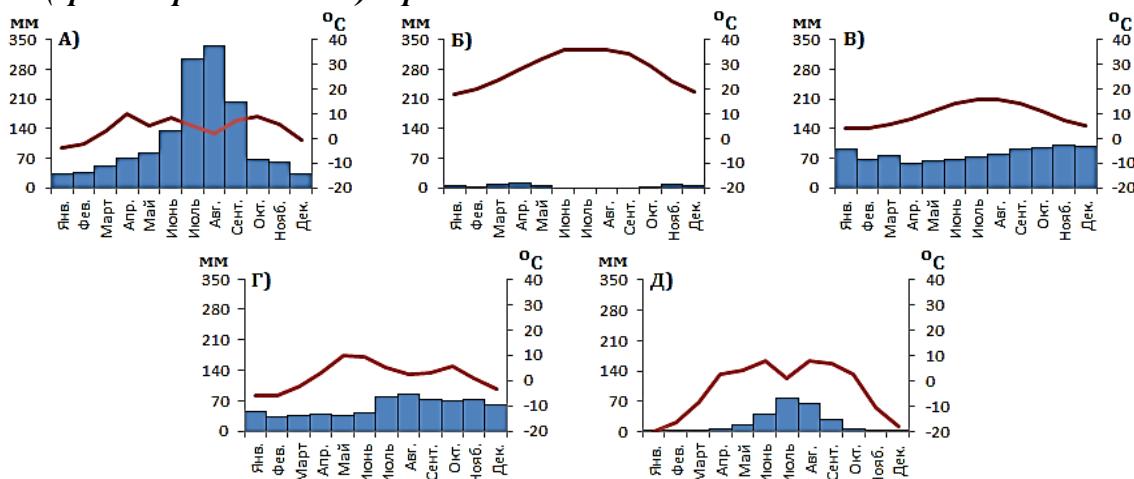 мм А) °С мм Б) °С мм В) °С
350 40 350 40 350 40
280 30 280 30 280 30
210 20 210 20 210 20
140 10 140 10 140 10
70 0 70 0 70 0
0 -10 0 -10 0 -10
-20 -20 -20
Янв. Фев. Март Апр. Май Июнь Июль Авг. Сент. Окт. Нояб. Дек. Янв. Фев. Март Апр. Май Июнь Июль Авг. Сент. Окт. Нояб. Дек. Янв. Фев. Март Апр. Май Июнь Июль Авг. Сент. Окт. Нояб. Дек.
мм Г) °С мм Д) °С
350 40 350 40
280 30 280 30
210 20 210 20
140 10 140 10
70 0 70 0
0 -10 0 -10
-20 -20
Янв. Фев. Март Апр. Май Июнь Июль Авг. Сент. Окт. Нояб. Дек. Янв. Фев. Март Апр. Май Июнь Июль Авг. Сент. Окт. Нояб. Дек.